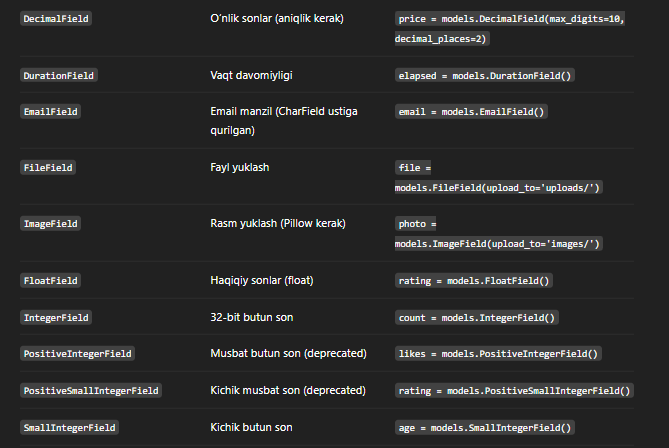 DecimalField O‘nlik sonlar (aniqlik kerak) price = models.DecimalField(max_digits=10,
decimal_places=2)
DurationField Vaqt davomiyligi elapsed = models.DurationField()
EmailField Email manzil (CharField ustiga email = models.EmailField()
qurilgan)
FileField Fayl yuklash file =
models.FileField(upload_to='uploads/')
ImageField Rasm yuklash (Pillow kerak) photo =
models.ImageField(upload_to='images/')
FloatField Haqiqiy sonlar (float) rating = models.FloatField()
IntegerField 32-bit butun son count = models.IntegerField()
PositiveIntegerField Musbat butun son (deprecated) likes = models.PositiveIntegerField()
PositiveSmallIntegerField Kichik musbat son (deprecated) rating = models.PositiveSmallIntegerField()
SmallIntegerField Kichik butun son age = models.SmallIntegerField()